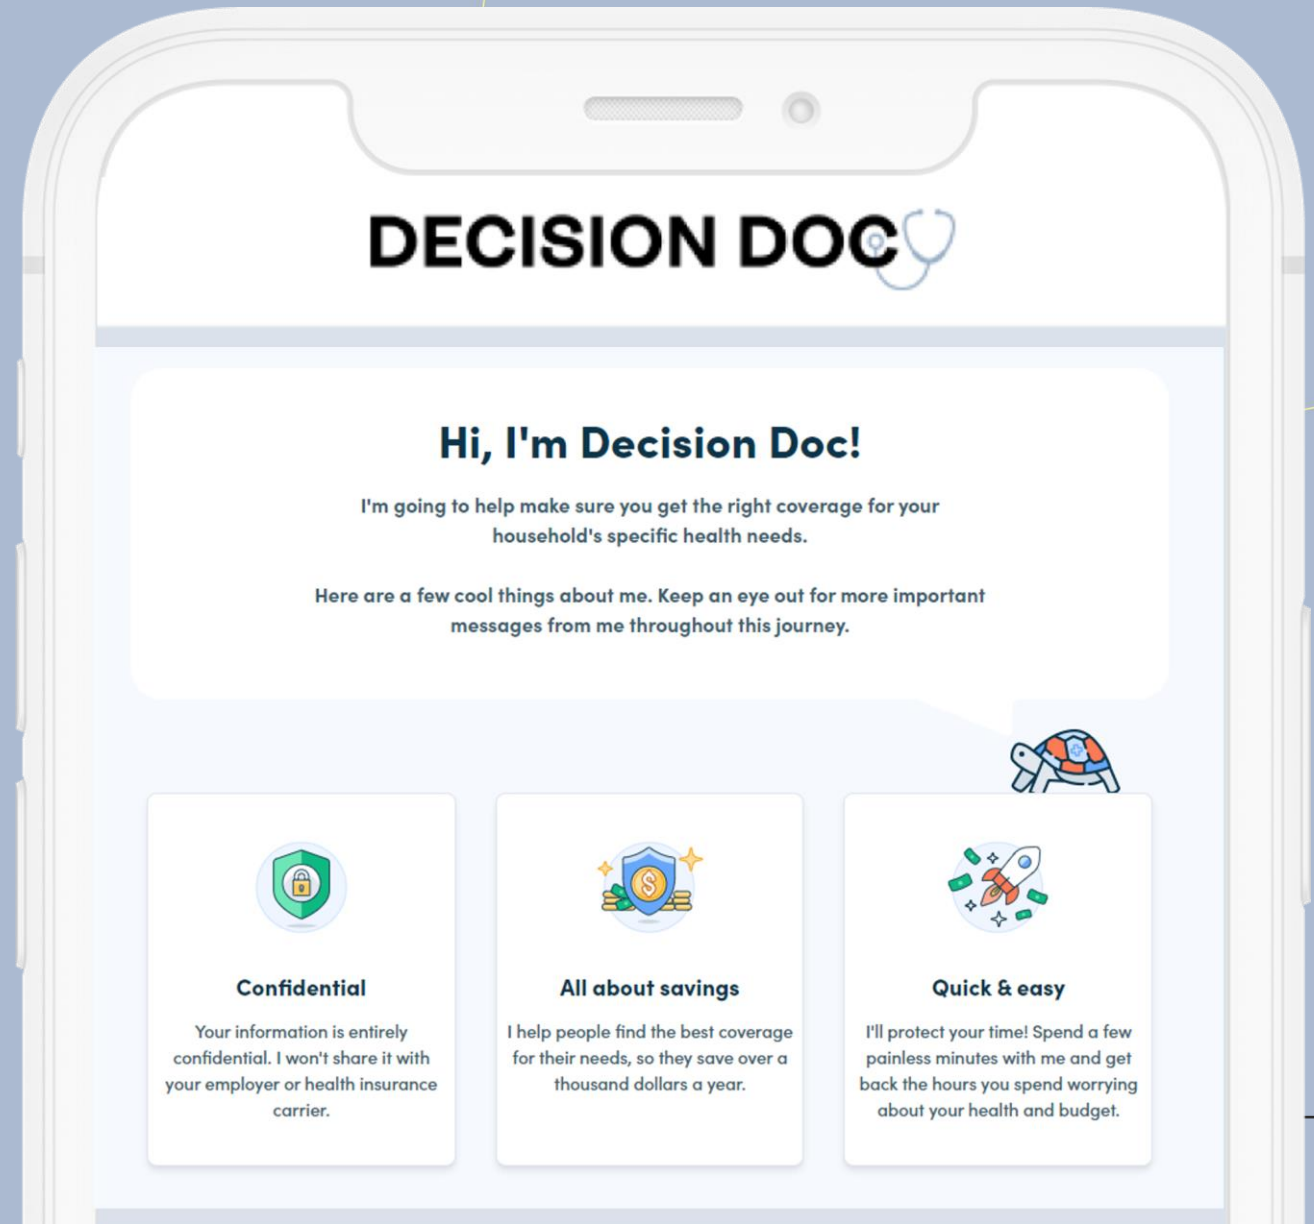 DECISION DOC
Hi, I'm Decision Doc!
I'm going to help make sure you get the right coverage for your
household's specific health needs.
Here are a few cool things about me. Keep an eye out for more important
messages from me throughout this journey.
Confidential
Your information is entirely
confidential. I won't share it with
your employer or health insurance
carrier.
All about savings
I help people find the best coverage
for their needs, so they save over a
thousand dollars a year.
Quick & easy
I'll protect your time! Spend a few
painless minutes with me and get
back the hours you spend worrying
about your health and budget.